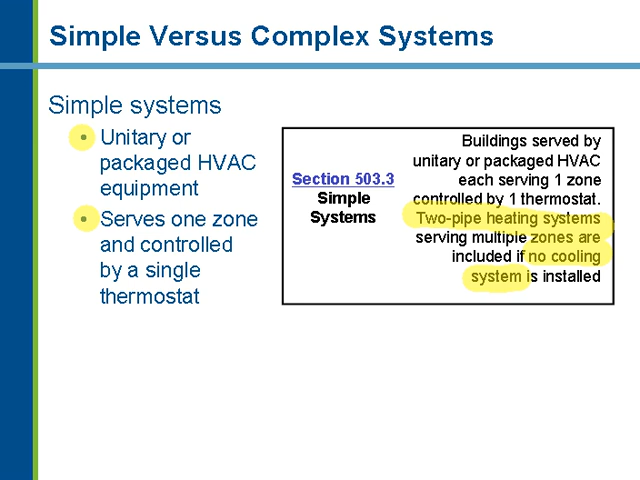 Simple Versus Complex Systems
Simple systems
• Unitary or
packaged HVAC
equipment
• Serves one zone
and controlled
by a single
thermostat
Section 503.3
Simple
Systems
Buildings served by
unitary or packaged HVAC
each serving 1 zone
controlled by 1 thermostat.
Two-pipe heating systems
serving multiple zones are
included if no cooling
system is installed